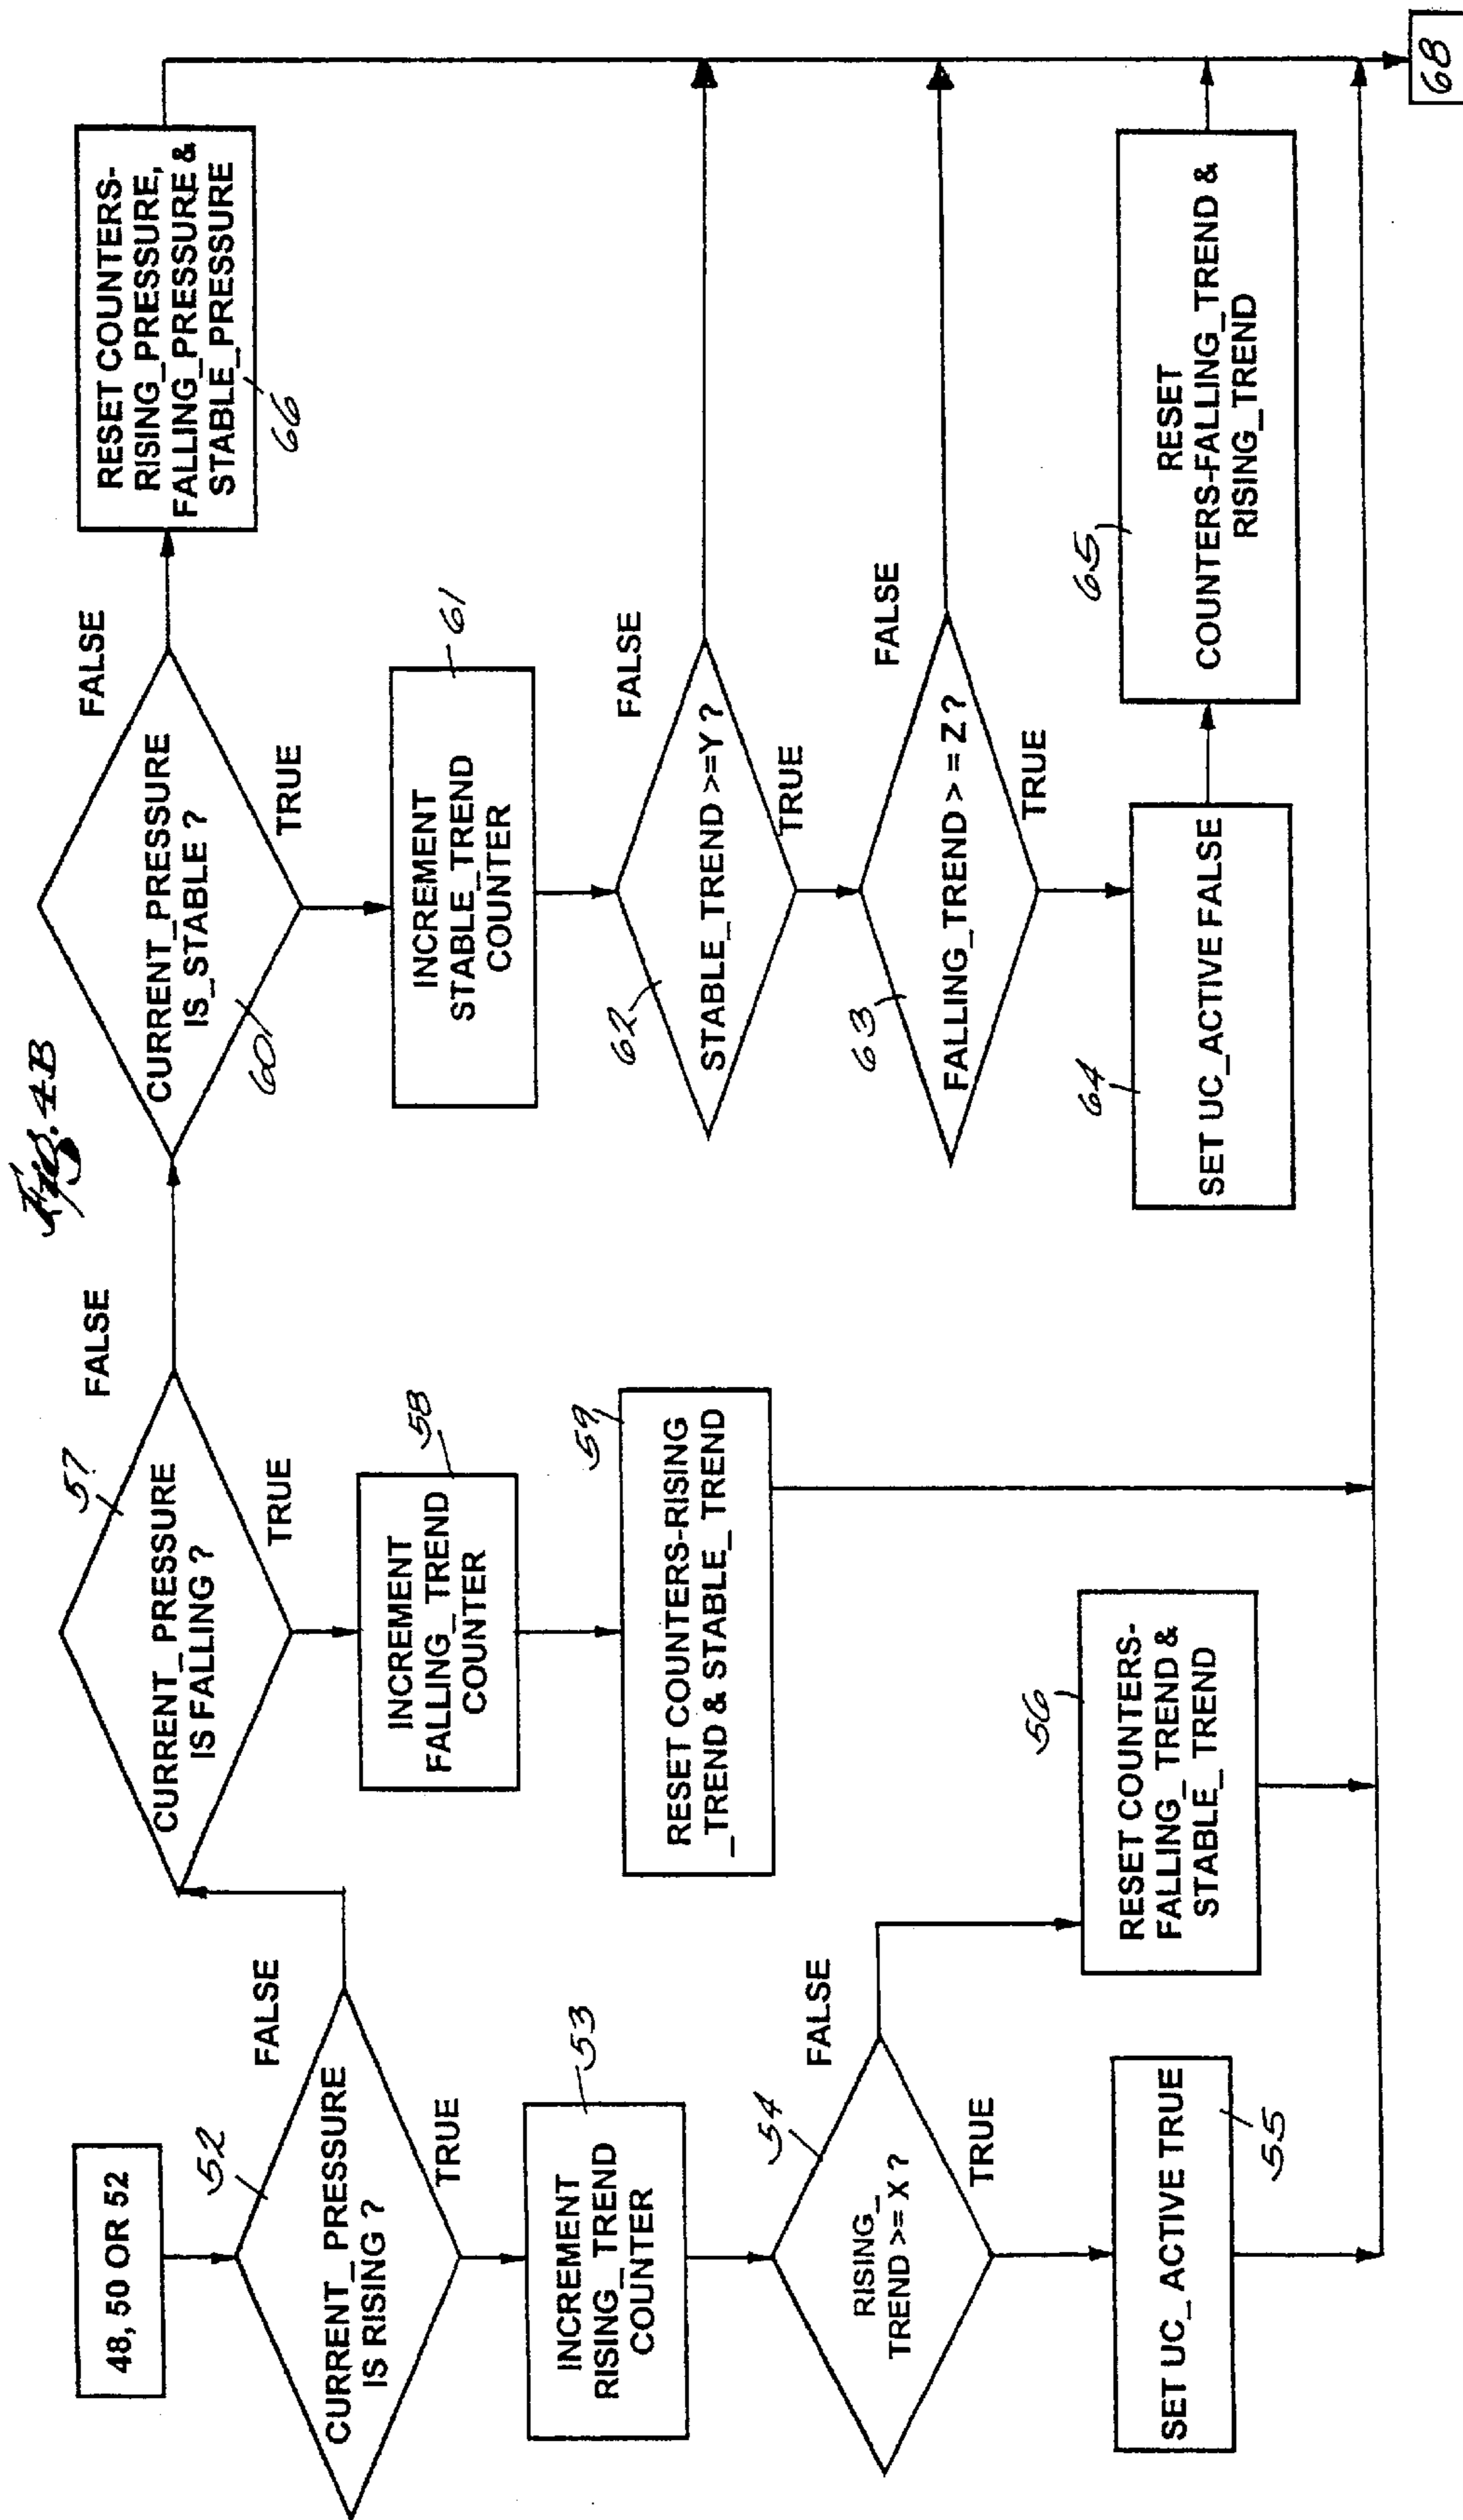 Fig. 4B
48, 50 OR 52
52
CURRENT_PRESSURE
IS RISING ?
FALSE
TRUE
53
INCREMENT
RISING_TREND
COUNTER
54
RISING_
TREND >= X ?
FALSE
TRUE
SET UC_ ACTIVE TRUE
55
56
RESET COUNTERS-
FALLING_TREND &
STABLE_TREND
57
CURRENT_PRESSURE
IS FALLING ?
FALSE
TRUE
58
INCREMENT
FALLING_TREND
COUNTER
59
RESET COUNTERS-RISING
_TREND & STABLE_ TREND
CURRENT_PRESSURE
IS_STABLE ?
60
FALSE
TRUE
61
INCREMENT
STABLE_TREND
COUNTER
62
STABLE_TREND >=Y ?
FALSE
TRUE
63
FALLING_TREND > = Z ?
FALSE
TRUE
64
SET UC_ACTIVE FALSE
65
RESET
COUNTERS-FALLING_TREND &
RISING_TREND
RESET COUNTERS-
RISING_PRESSURE,
FALLING_PRESSURE &
STABLE_PRESSURE
66
68